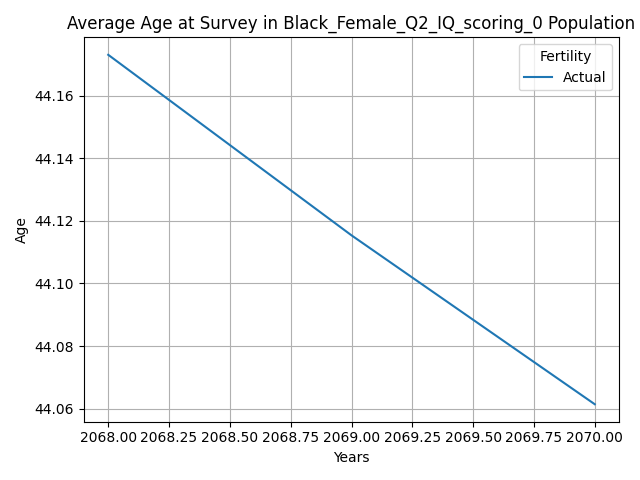 Average Age at Survey in Black_Female_Q2_IQ_scoring_0 Population
Fertility
Actual
44.16
44.14
44.12
44.10
44.08
44.06
Age
2068.00 2068.25 2068.50 2068.75 2069.00 2069.25 2069.50 2069.75 2070.00
Years